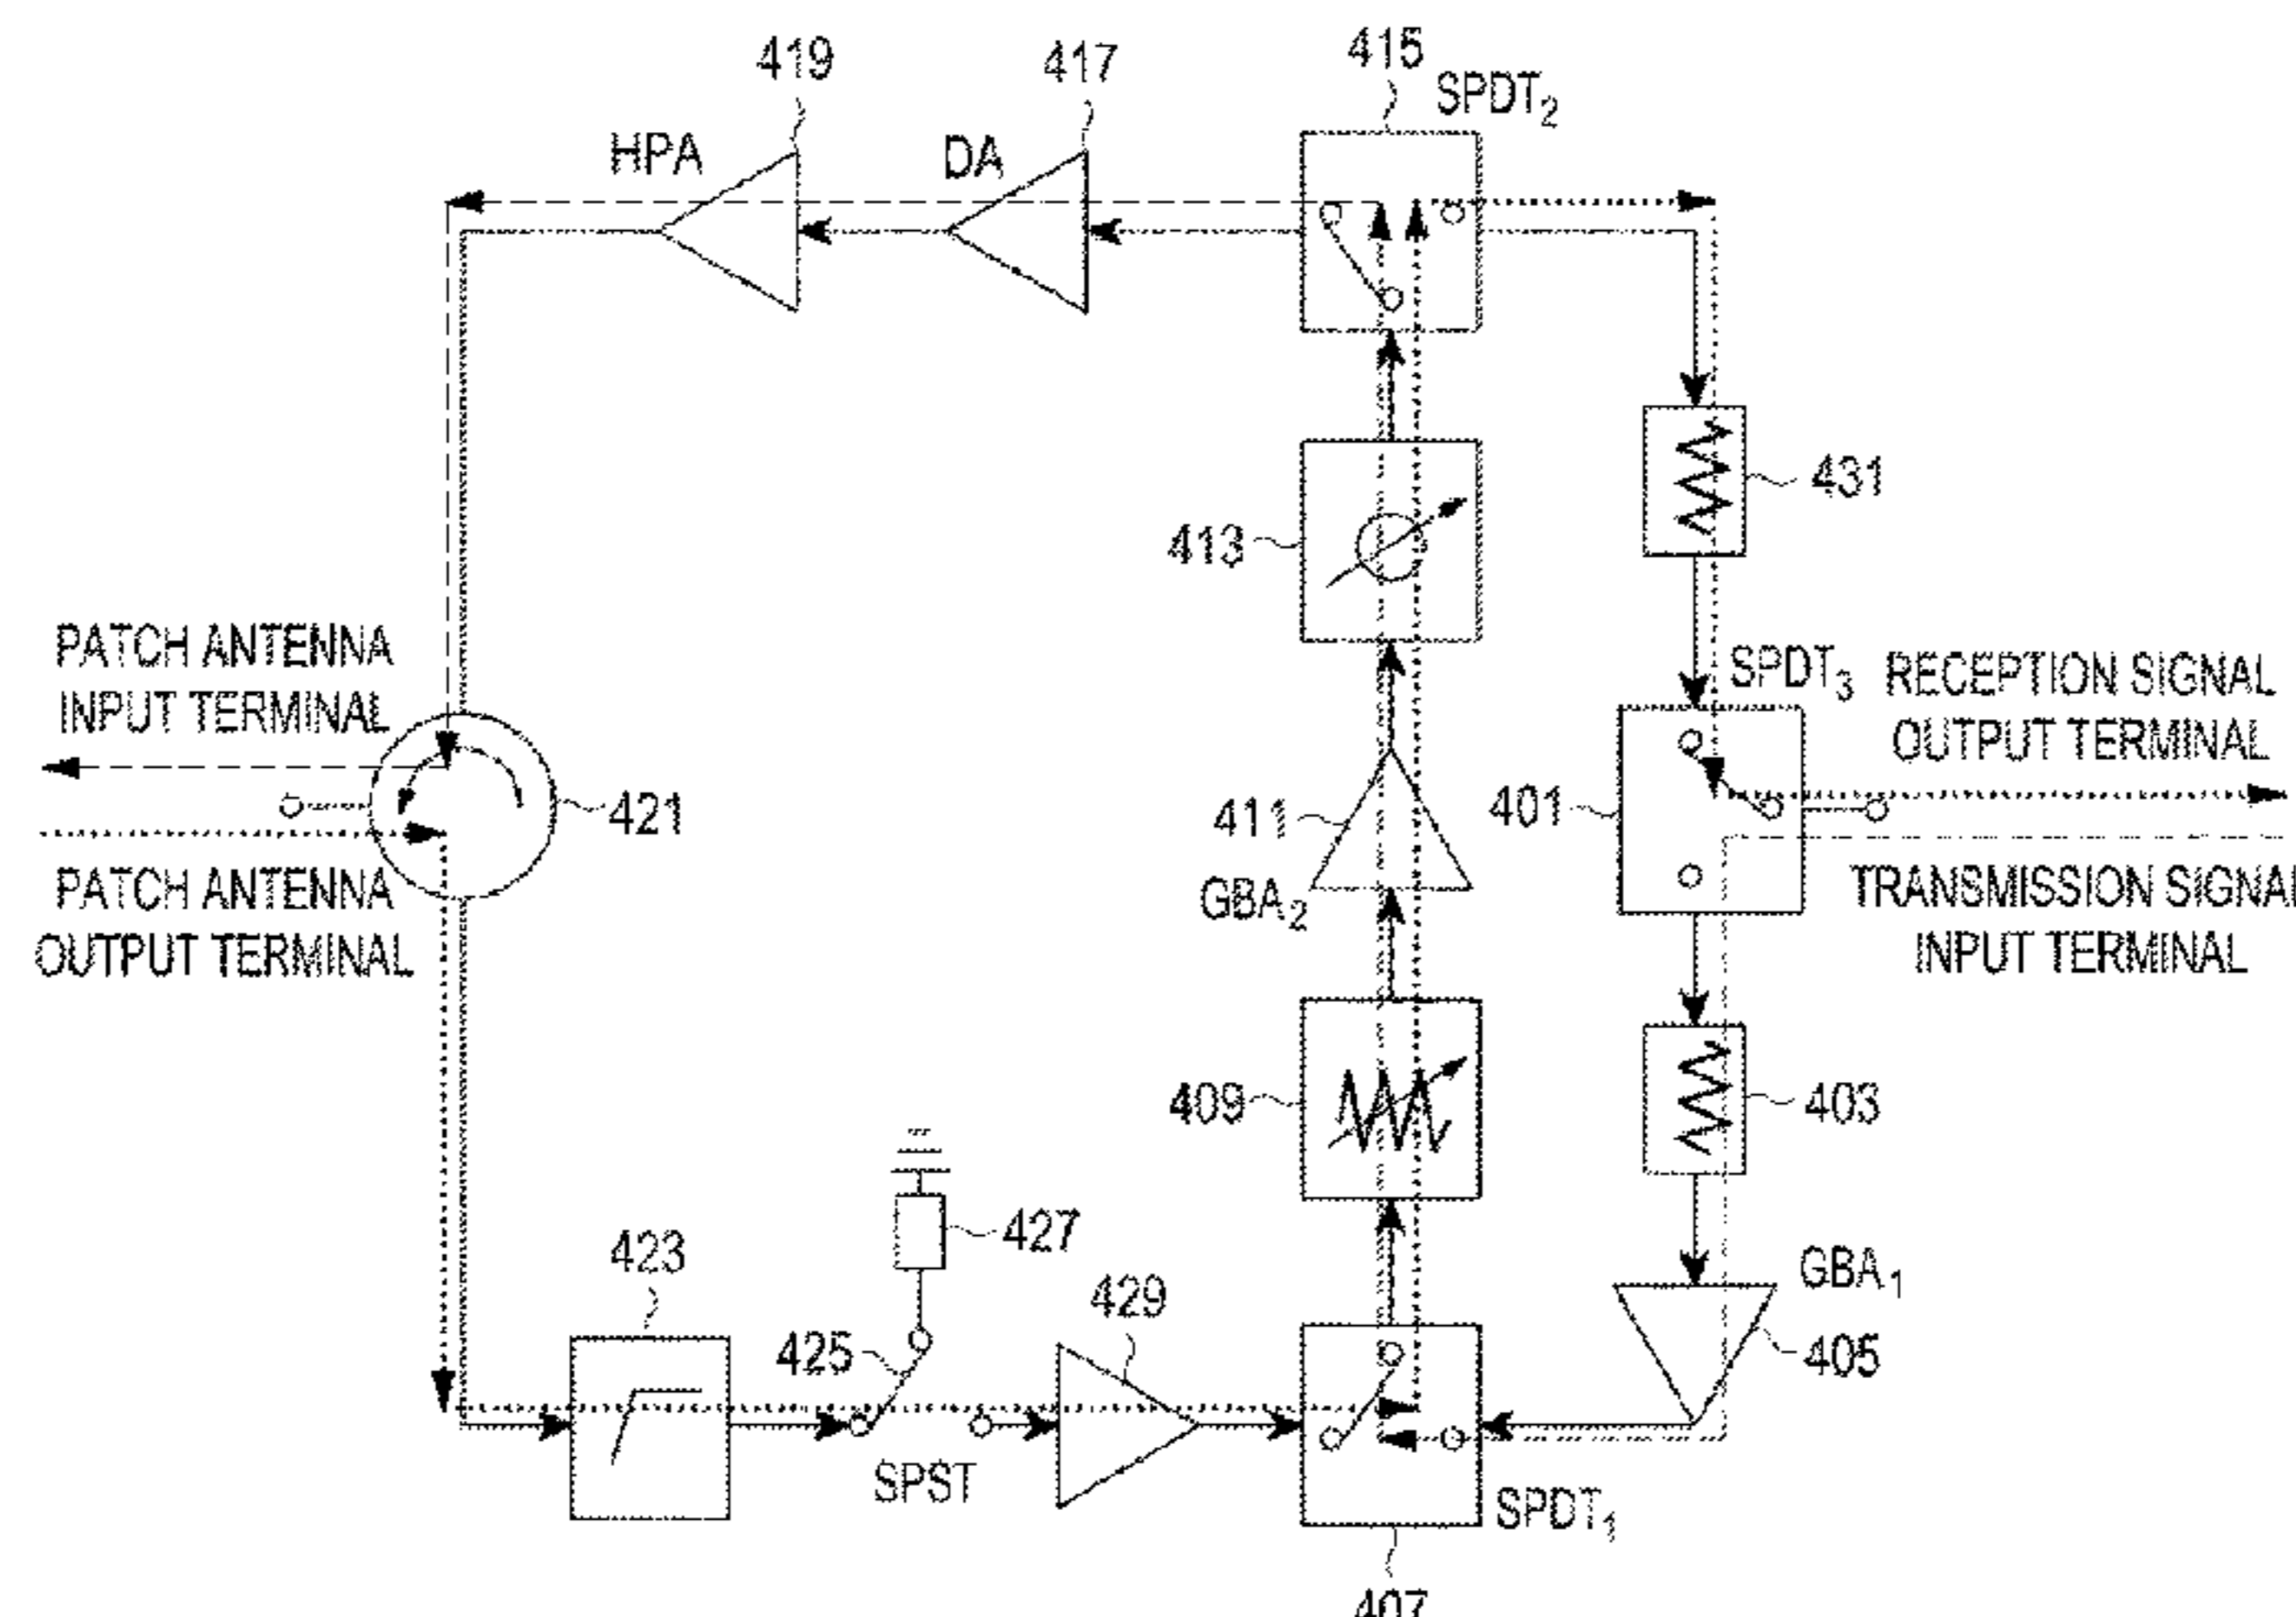 419
417
415
SPDT2
HPA
DA
431
413
PATCH ANTENNA
INPUT TERMINAL
SPDT3
RECEPTION SIGNAL
OUTPUT TERMINAL
421
411
401
GBA2
PATCH ANTENNA
OUTPUT TERMINAL
TRANSMISSION SIGNAL
INPUT TERMINAL
409
403
427
423
429
GBA1
425
405
SPST
SPDT1
407